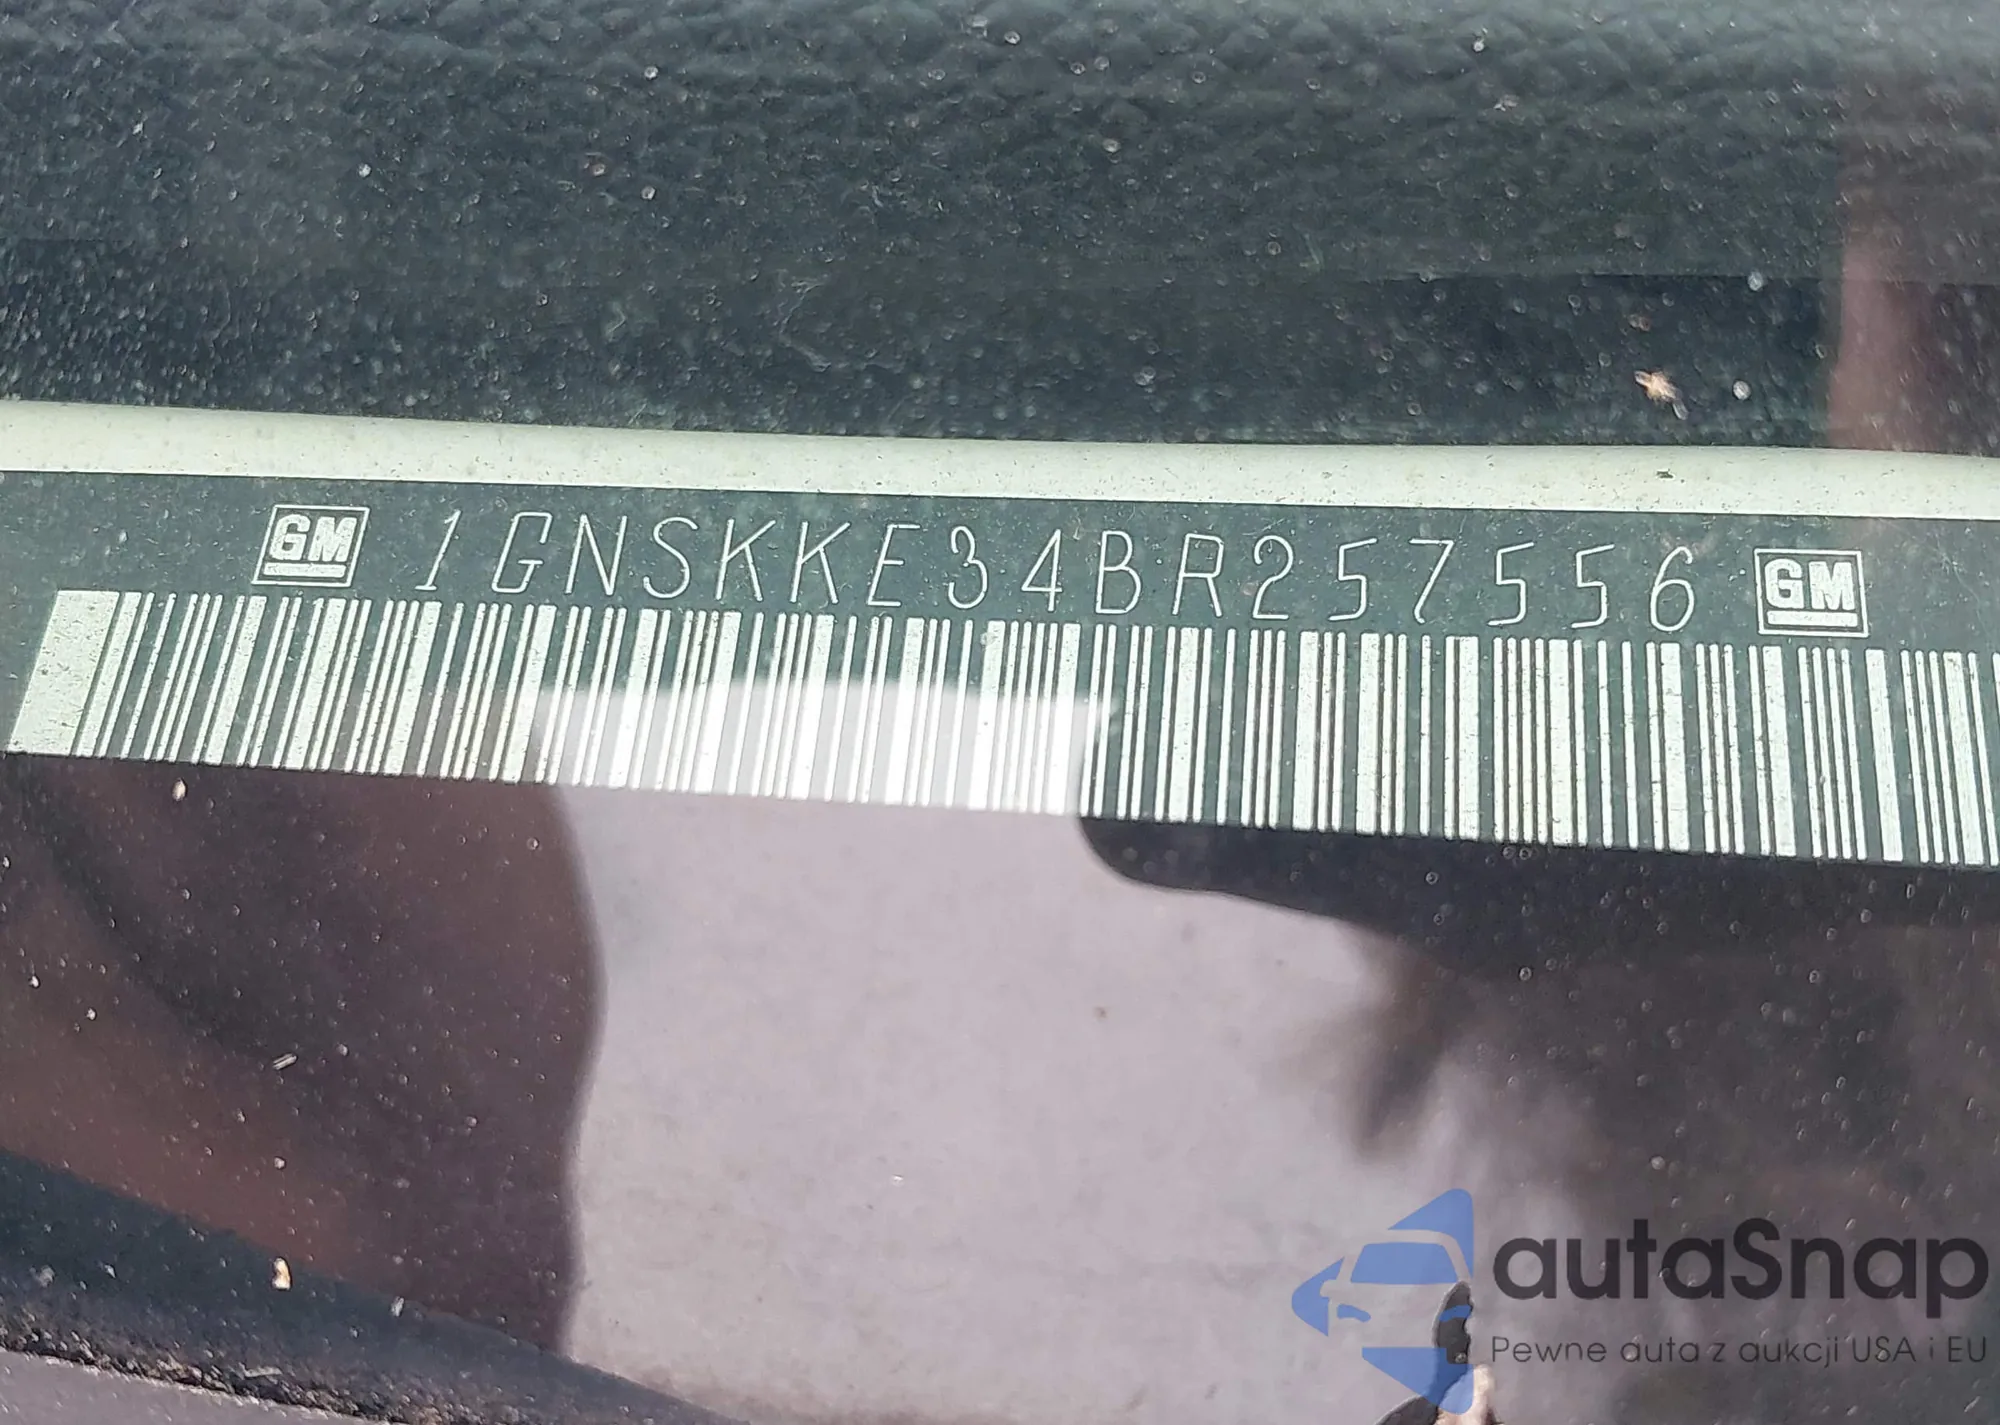 GM 1GNSKKE34BR257556 GM
autaSnap
Pewne auta z aukcji USA i EU